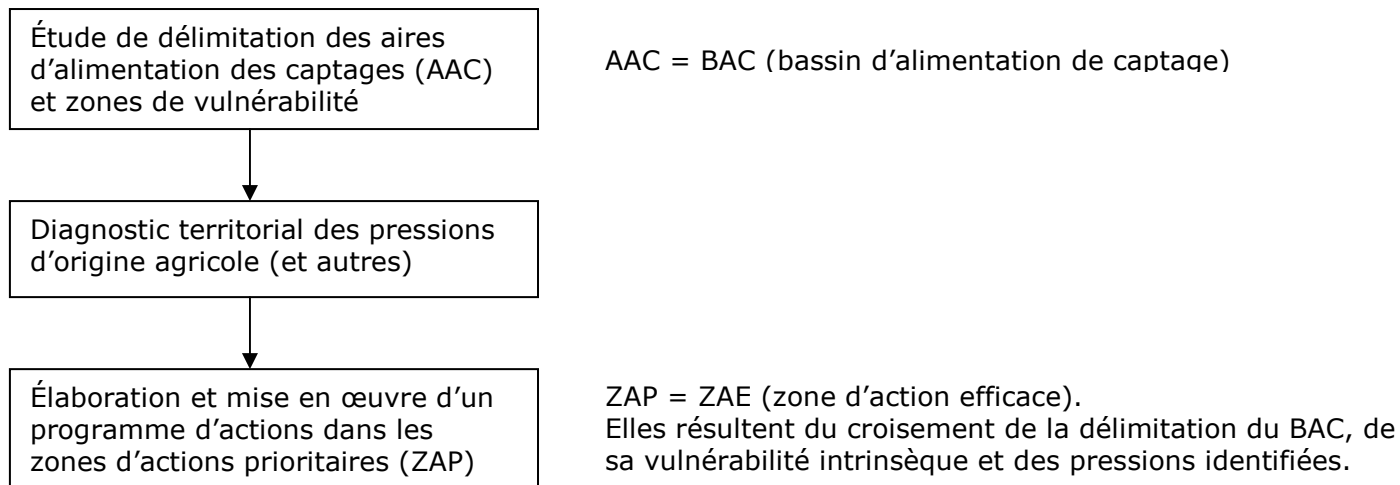 Étude de délimitation des aires
d’alimentation des captages (AAC)
et zones de vulnérabilité
AAC = BAC (bassin d’alimentation de captage)
Diagnostic territorial des pressions
d’origine agricole (et autres)
Élaboration et mise en œuvre d’un
programme d’actions dans les
zones d’actions prioritaires (ZAP)
ZAP = ZAE (zone d’action efficace).
Elles résultent du croisement de la délimitation du BAC, de
sa vulnérabilité intrinsèque et des pressions identifiées.